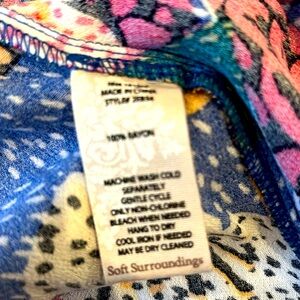 MADE IN CHINA
STYLE#
100% RAYON
MACHINE WASH COLD
SEPARATELY
GENTLE CYCLE
ONLY NON-CHLORINE
BLEACH WHEN NEEDED
HANG TO DRY
COOL IRON IF NEEDED
MAY BE DRY CLEANED
Soft Surroundings